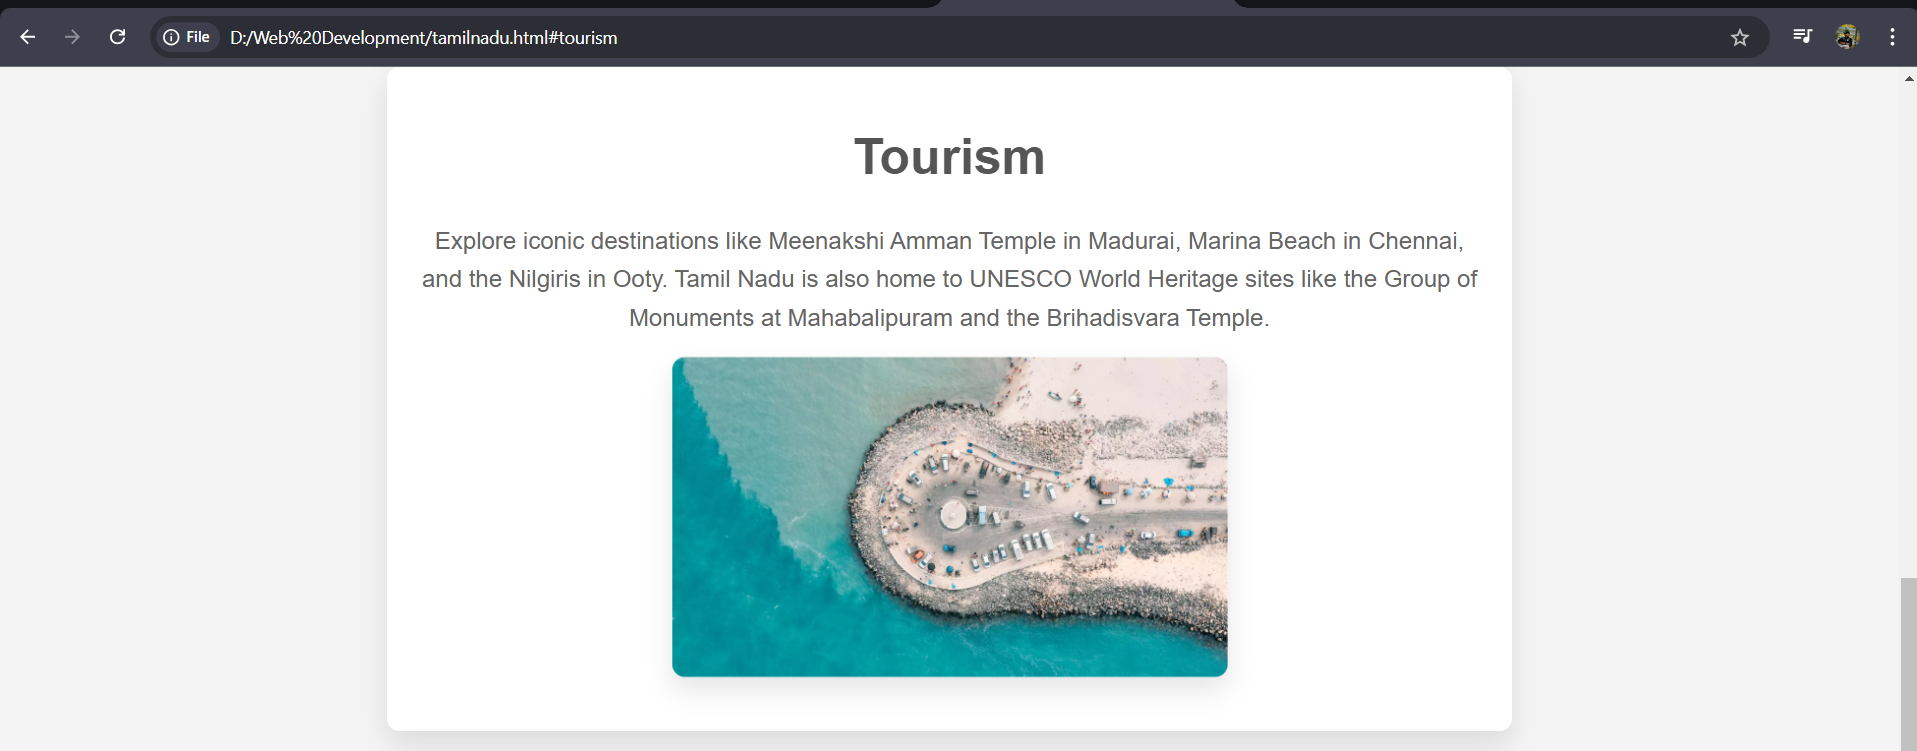 File D:/Web%20Development/tamilnadu.html#tourism
Tourism
Explore iconic destinations like Meenakshi Amman Temple in Madurai, Marina Beach in Chennai,
and the Nilgiris in Ooty. Tamil Nadu is also home to UNESCO World Heritage sites like the Group of
Monuments at Mahabalipuram and the Brihadisvara Temple.